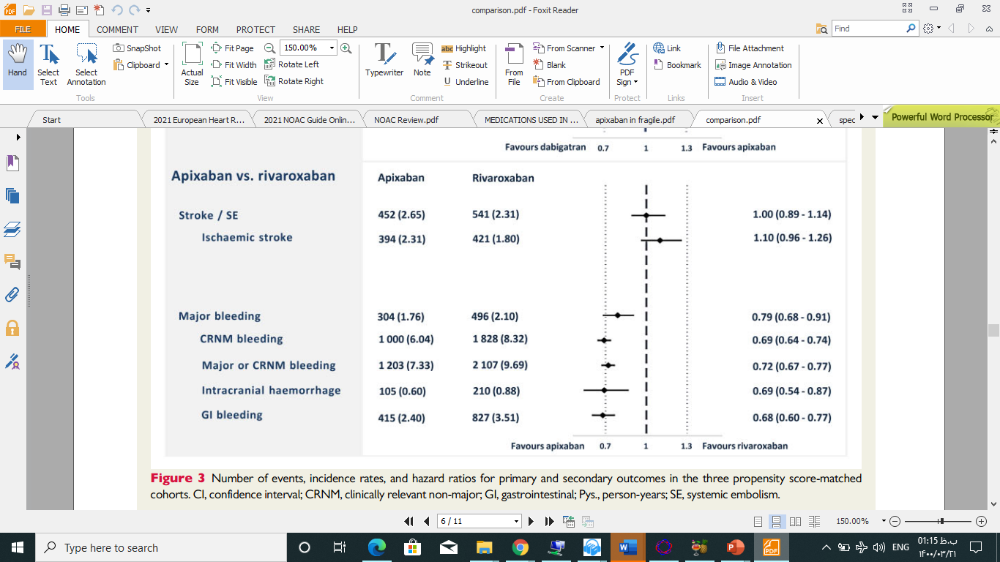 comparison.pdf - Foxit Reader
FILE HOME COMMENT VIEW FORM PROTECT SHARE HELP
Find
Hand
Select Text
Select Annotation
SnapShot
Clipboard
Tools
Actual Size
Fit Page
Fit Width
Fit Visible
150.00%
Rotate Left
Rotate Right
View
Typewriter
Note
abc Highlight
Strikeout
Underline
Comment
From File
From Scanner
Blank
From Clipboard
Create
PDF Sign
Protect
Link
Bookmark
Links
File Attachment
Image Annotation
Audio & Video
Insert
Start
2021 European Heart R...
2021 NOAC Guide Onlin...
NOAC Review.pdf
MEDICATIONS USED IN ...
apixaban in fragile.pdf
comparison.pdf
spec
Powerful Word Processor
Favours dabigatran 0.7 1 1.3 Favours apixaban
Apixaban vs. rivaroxaban Apixaban Rivaroxaban
Stroke / SE 452 (2.65) 541 (2.31) 1.00 (0.89 - 1.14)
Ischaemic stroke 394 (2.31) 421 (1.80) 1.10 (0.96 - 1.26)
Major bleeding 304 (1.76) 496 (2.10) 0.79 (0.68 - 0.91)
CRNM bleeding 1 000 (6.04) 1 828 (8.32) 0.69 (0.64 - 0.74)
Major or CRNM bleeding 1 203 (7.33) 2 107 (9.69) 0.72 (0.67 - 0.77)
Intracranial haemorrhage 105 (0.60) 210 (0.88) 0.69 (0.54 - 0.87)
GI bleeding 415 (2.40) 827 (3.51) 0.68 (0.60 - 0.77)
Favours apixaban 0.7 1 1.3 Favours rivaroxaban
Figure 3 Number of events, incidence rates, and hazard ratios for primary and secondary outcomes in the three propensity score-matched
cohorts. CI, confidence interval; CRNM, clinically relevant non-major; GI, gastrointestinal; Pys., person-years; SE, systemic embolism.
6 / 11
150.00%
Type here to search
ENG
01:15 ب.ظ
۱۴۰۰/۰۳/۲۱